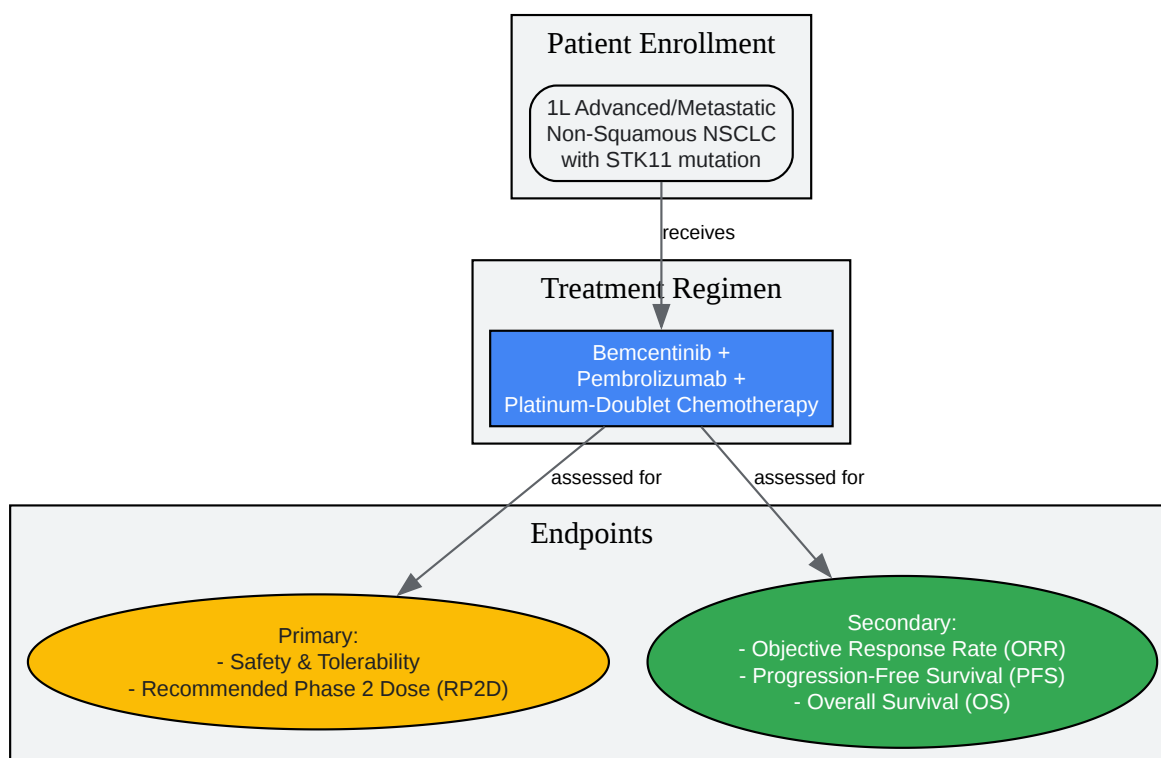 Patient Enrollment
1L Advanced/Metastatic
Non-Squamous NSCLC
with STK11 mutation
receives
Treatment Regimen
Bemcentinib +
Pembrolizumab +
Platinum-Doublet Chemotherapy
assessed for
assessed for
Endpoints
Primary:
- Safety & Tolerability
- Recommended Phase 2 Dose (RP2D)
Secondary:
- Objective Response Rate (ORR)
- Progression-Free Survival (PFS)
- Overall Survival (OS)